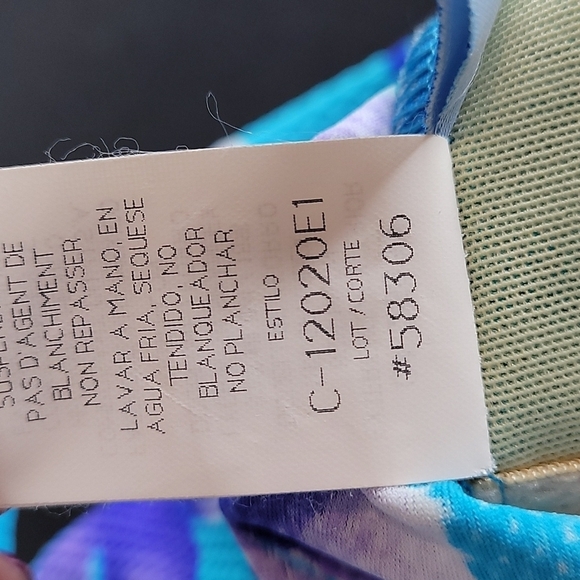 PAS D'AGENT DE
BLANCHIMENT
NON REPASSER
LAVAR A MANO, EN
AGUA FRIA, SEQUESE
TENDIDO, NO
BLANQUEADOR
NO PLANCHAR
ESTILO
C-12020E1
LOT / CORTE
#58306